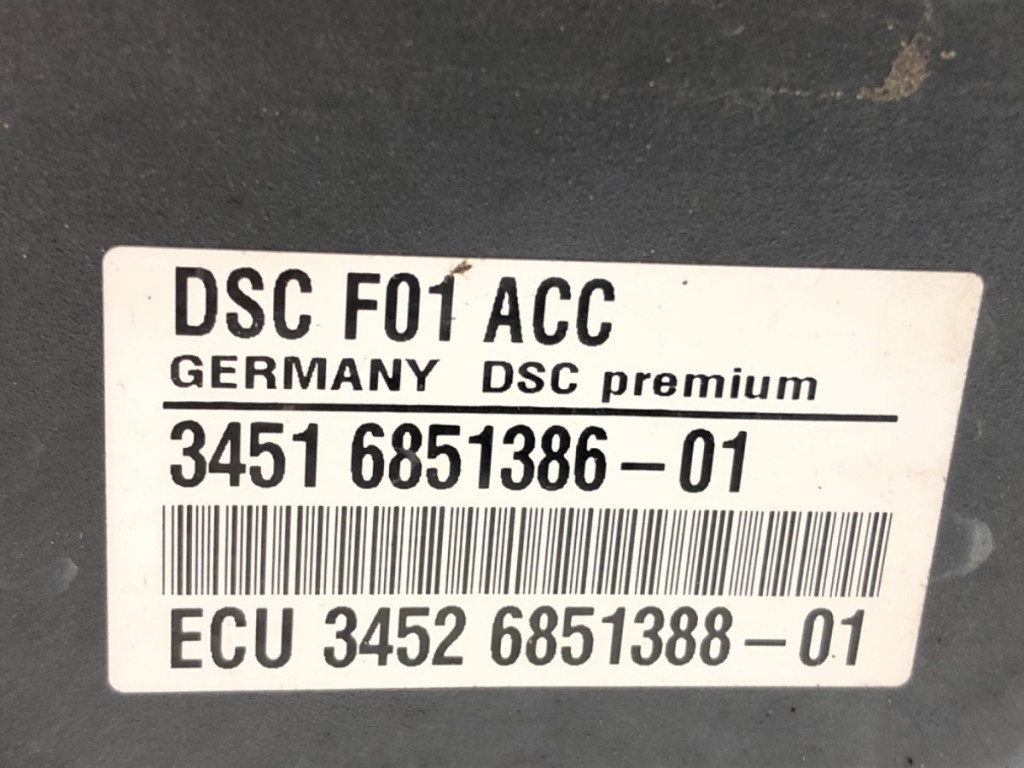 DSC F01 ACC
GERMANY DSC premium
3451 6851386-01
ECU 3452 6851388-01